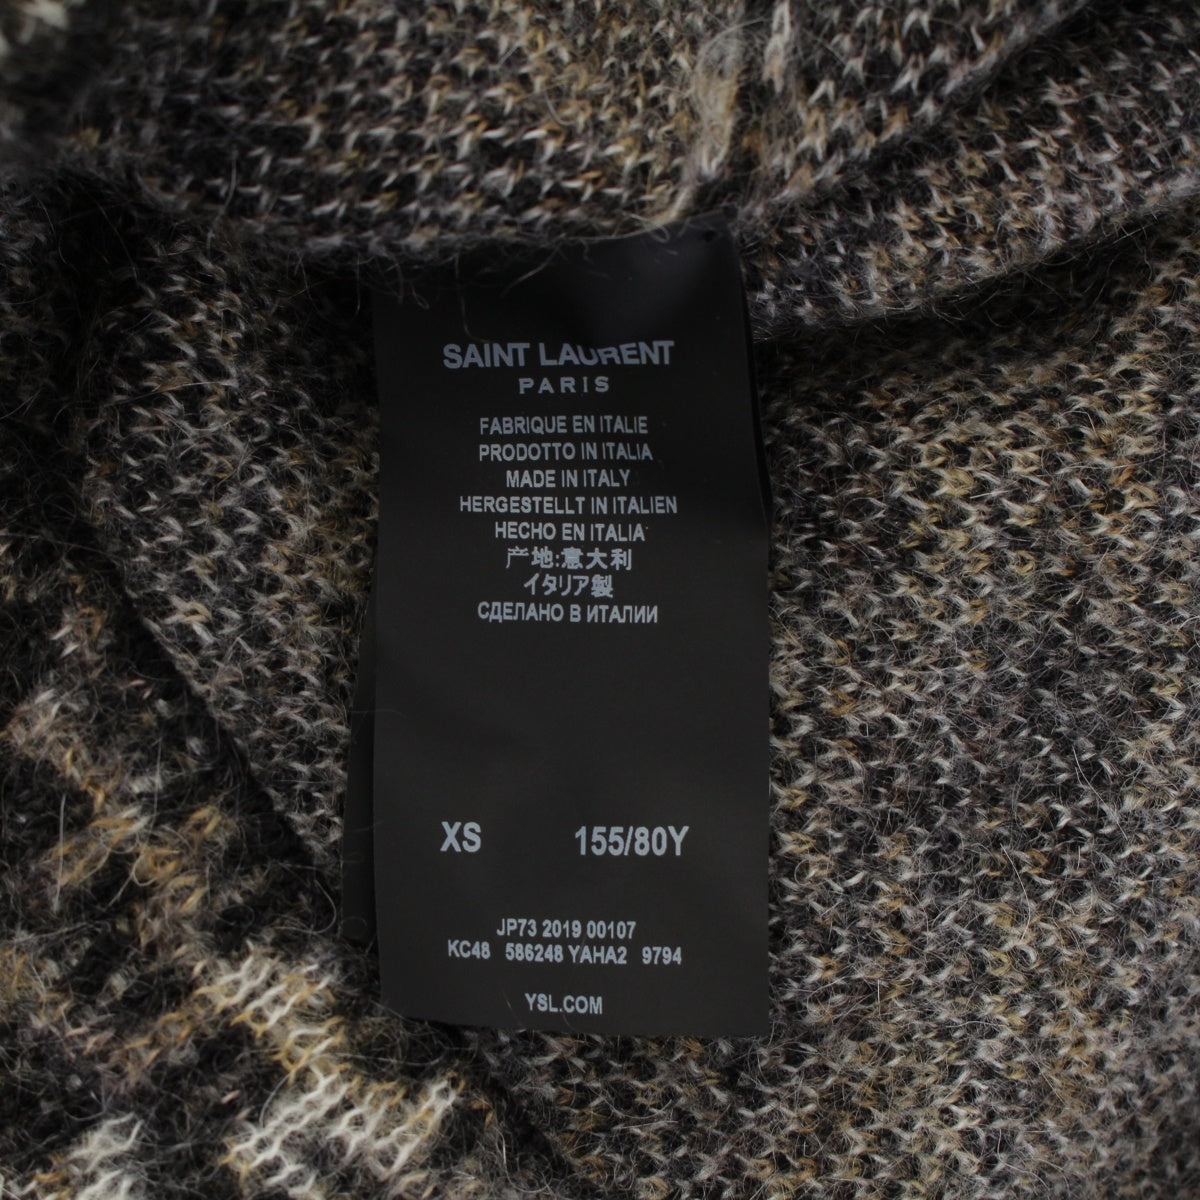 SAINT LAURENT
PARIS
FABRIQUE EN ITALIE
PRODOTTO IN ITALIA
MADE IN ITALY
HERGESTELLT IN ITALIEN
HECHO EN ITALIA
产地:意大利
イタリア製
СДЕЛАНО В ИТАЛИИ
XS 155/80Y
JP73 2019 00107
KC48 586248 YAHA2 9794
YSL.COM